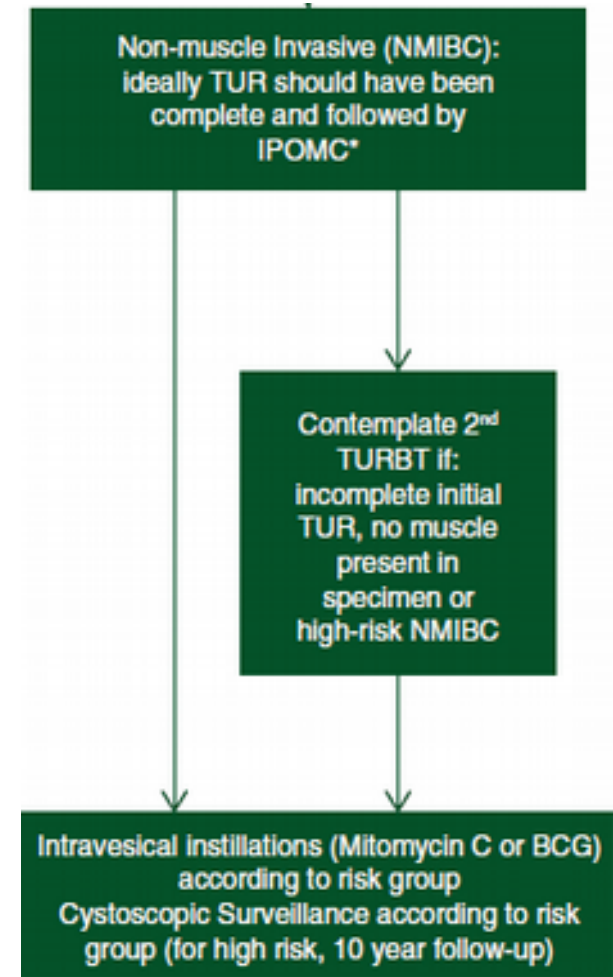 Non-muscle Invasive (NMIBC):
ideally TUR should have been
complete and followed by
IPOMC*
Contemplate 2nd
TURBT if:
incomplete initial
TUR, no muscle
present in
specimen or
high-risk NMIBC
Intravesical instillations (Mitomycin C or BCG)
according to risk group
Cystoscopic Surveillance according to risk
group (for high risk, 10 year follow-up)